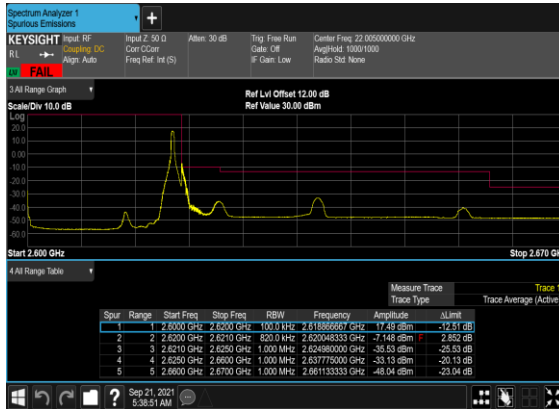 Spectrum Analyzer 1
Spurious Emissions
KEYSIGHT Input: RF Input Z: 50 Ω Atten: 30 dB Trig: Free Run Center Freq: 22.005000000 GHz
R L Coupling: DC Corr CCorr Gate: Off Avg|Hold: 1000/1000
Align: Auto Freq Ref: Int (S) IF Gain: Low Radio Std: None
FAIL
3 All Range Graph Ref Lvl Offset 12.00 dB
Scale/Div 10.0 dB Ref Value 30.00 dBm
Log
20.0
10.0
0.00
-10.0
-20.0
-30.0
-40.0
-50.0
-60.0
Start 2.600 GHz Stop 2.670 GH
4 All Range Table
Measure Trace Trace 1
Trace Type Trace Average (Active
Spur Range Start Freq Stop Freq RBW Frequency Amplitude ΔLimit
1 1 2.6000 GHz 2.6200 GHz 100.0 kHz 2.618866667 GHz 17.49 dBm -12.51 dB
2 2 2.6200 GHz 2.6210 GHz 820.0 kHz 2.620048333 GHz -7.148 dBm F 2.852 dB
3 3 2.6210 GHz 2.6250 GHz 1.000 MHz 2.624980000 GHz -35.53 dBm -25.53 dB
4 4 2.6250 GHz 2.6600 GHz 1.000 MHz 2.637775000 GHz -33.13 dBm -20.13 dB
5 5 2.6600 GHz 2.6700 GHz 1.000 MHz 2.661133333 GHz -48.04 dBm -23.04 dB
Sep 21, 2021
5:38:51 AM